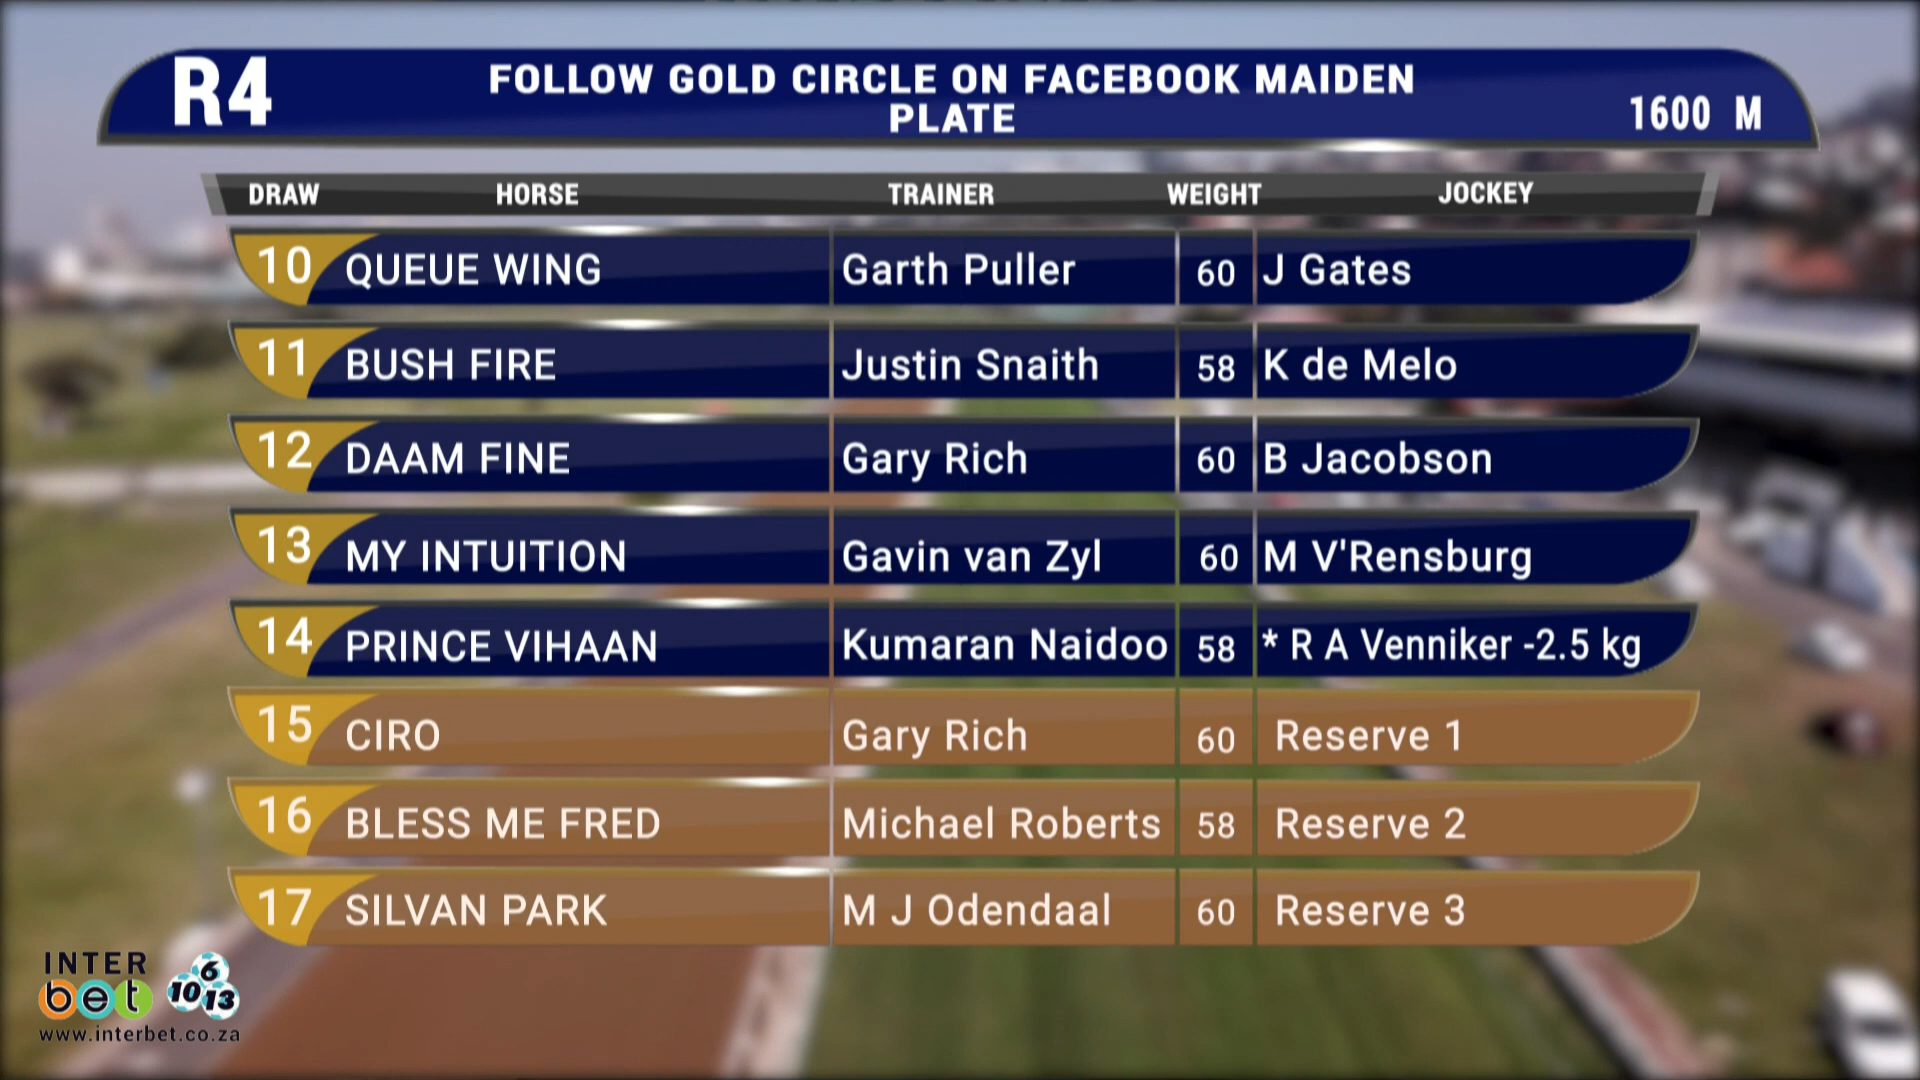 R4 FOLLOW GOLD CIRCLE ON FACEBOOK MAIDEN PLATE 1600 M
DRAW HORSE TRAINER WEIGHT JOCKEY
10 QUEUE WING Garth Puller 60 J Gates
11 BUSH FIRE Justin Snaith 58 K de Melo
12 DAAM FINE Gary Rich 60 B Jacobson
13 MY INTUITION Gavin van Zyl 60 M V'Rensburg
14 PRINCE VIHAAN Kumaran Naidoo 58 * R A Venniker -2.5 kg
15 CIRO Gary Rich 60 Reserve 1
16 BLESS ME FRED Michael Roberts 58 Reserve 2
17 SILVAN PARK M J Odendaal 60 Reserve 3
INTER
bet 6 10 13
www.interbet.co.za